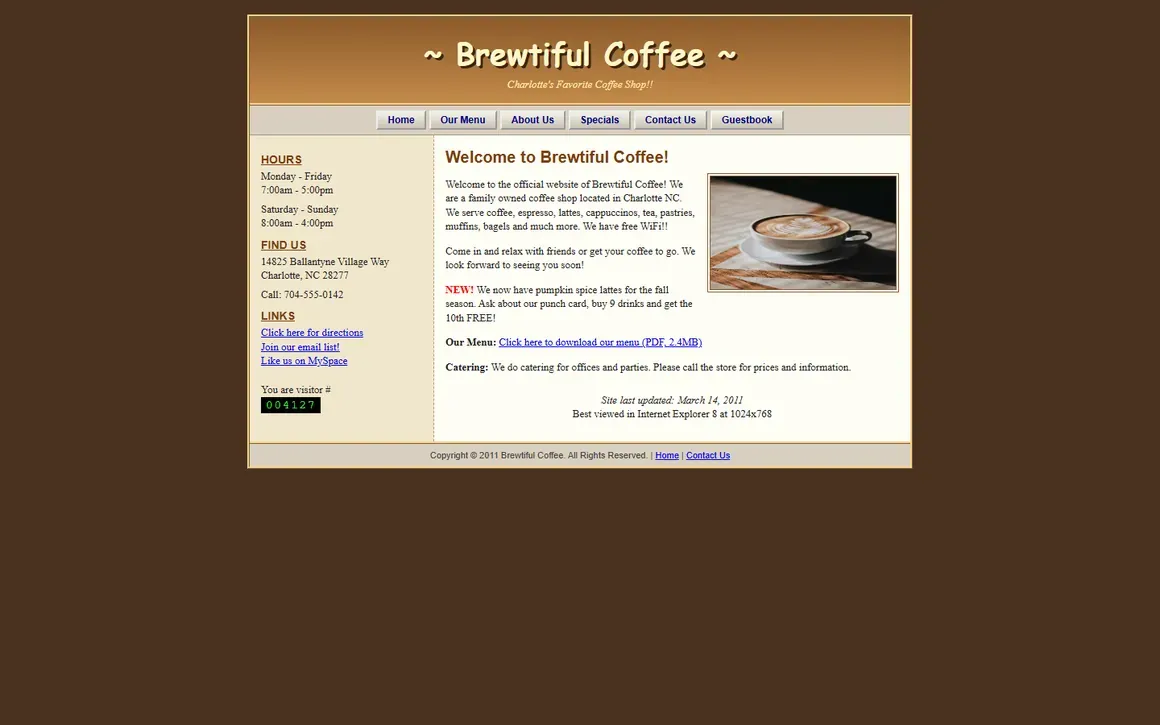 ~ Brewtiful Coffee ~
Charlotte's Favorite Coffee Shop!!
Home Our Menu About Us Specials Contact Us Guestbook
HOURS
Monday - Friday
7:00am - 5:00pm
Saturday - Sunday
8:00am - 4:00pm
FIND US
14825 Ballantyne Village Way
Charlotte, NC 28277
Call: 704-555-0142
LINKS
Click here for directions
Join our email list!
Like us on MySpace
You are visitor #
004127
Welcome to Brewtiful Coffee!
Welcome to the official website of Brewtiful Coffee! We
are a family owned coffee shop located in Charlotte NC.
We serve coffee, espresso, lattes, cappuccinos, tea, pastries,
muffins, bagels and much more. We have free WiFi!!
Come in and relax with friends or get your coffee to go. We
look forward to seeing you soon!
NEW! We now have pumpkin spice lattes for the fall
season. Ask about our punch card, buy 9 drinks and get the
10th FREE!
Our Menu: Click here to download our menu (PDF, 2.4MB)
Catering: We do catering for offices and parties. Please call the store for prices and information.
Site last updated: March 14, 2011
Best viewed in Internet Explorer 8 at 1024x768
Copyright © 2011 Brewtiful Coffee. All Rights Reserved. | Home | Contact Us